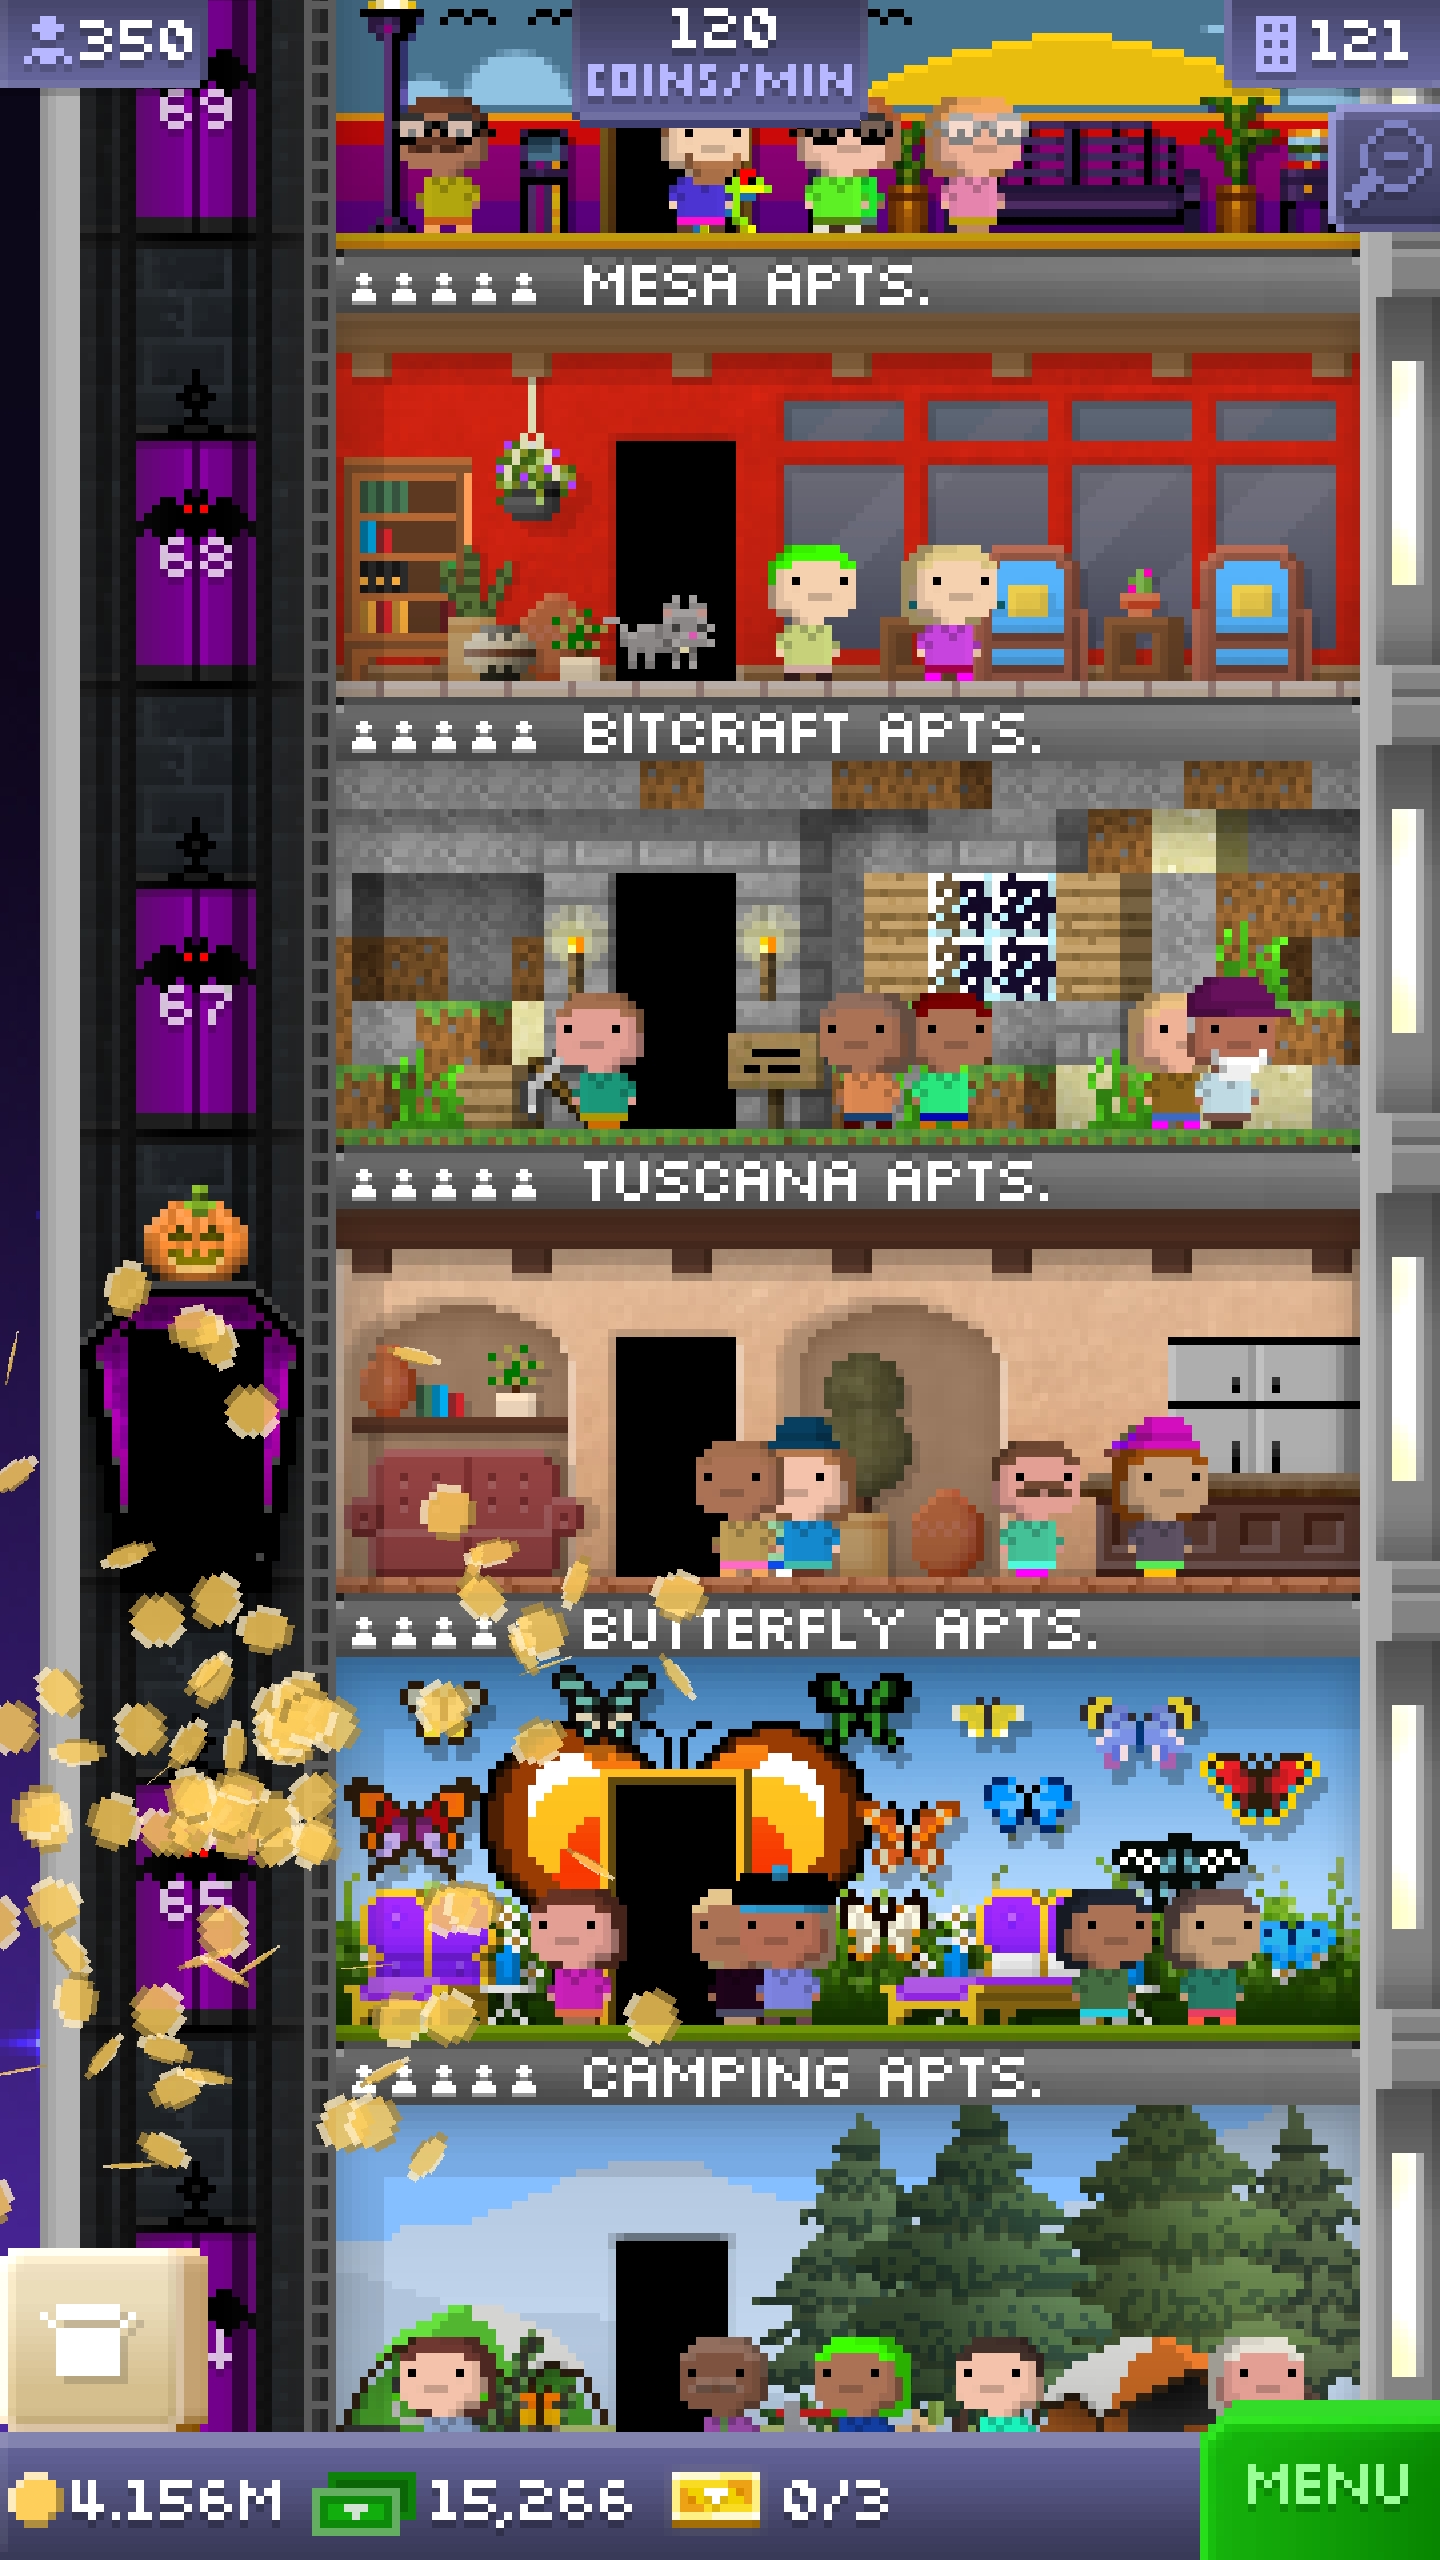 350
120
COINS/MIN
121
69
MESA APTS.
68
BITCRAFT APTS.
67
TUSCANA APTS.
BUTTERFLY APTS.
65
CAMPING APTS.
4
4.156M
15,266
0/3
MENU